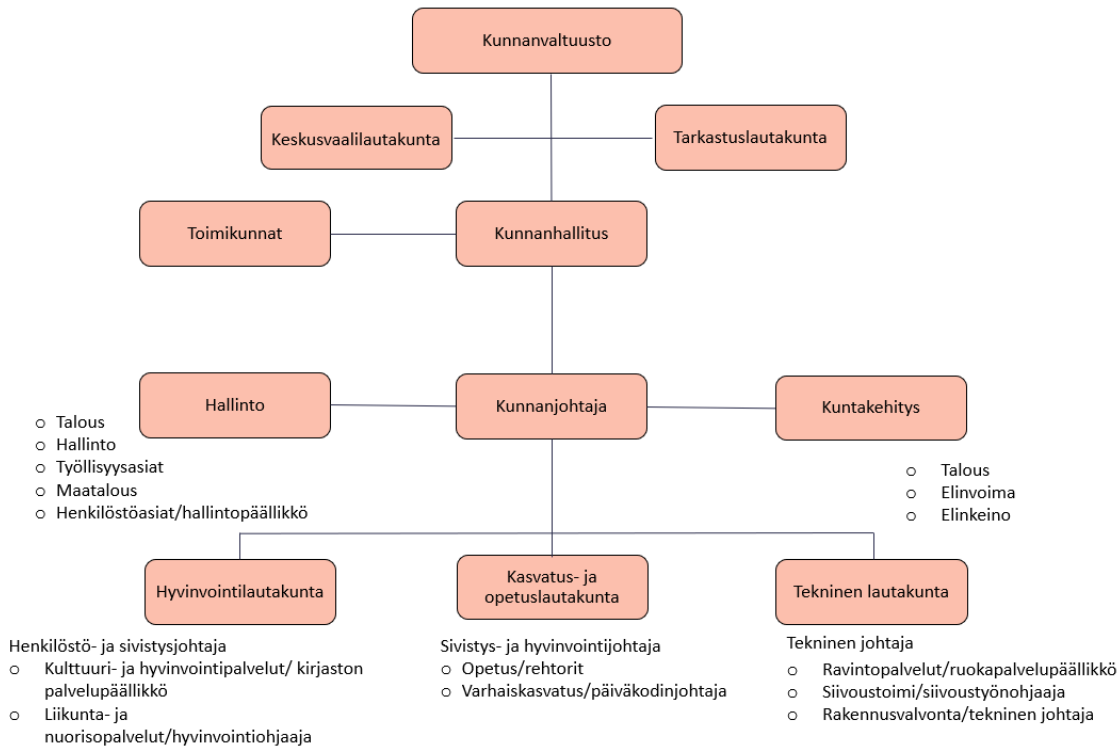 Kunnanvaltuusto
Keskusvaalilautakunta
Tarkastuslautakunta
Toimikunnat
Kunnanhallitus
Hallinto
Kunnanjohtaja
Kuntakehitys
o Talous
o Hallinto
o Työllisyysasiat
o Maatalous
o Henkilöstöasiat/hallintopäällikkö
o Talous
o Elinvoima
o Elinkeino
Hyvinvointilautakunta
Kasvatus- ja
opetuslautakunta
Tekninen lautakunta
Henkilöstö- ja sivistysjohtaja
o Kulttuuri- ja hyvinvointipalvelut/ kirjaston
palvelupäällikkö
o Liikunta- ja
nuorisopalvelut/hyvinvointiohjaaja
Sivistys- ja hyvinvointijohtaja
o Opetus/rehtorit
o Varhaiskasvatus/päiväkodinjohtaja
Tekninen johtaja
o Ravintopalvelut/ruokapalvelupäällikkö
o Siivoustoimi/siivoustyönohjaaja
o Rakennusvalvonta/tekninen johtaja